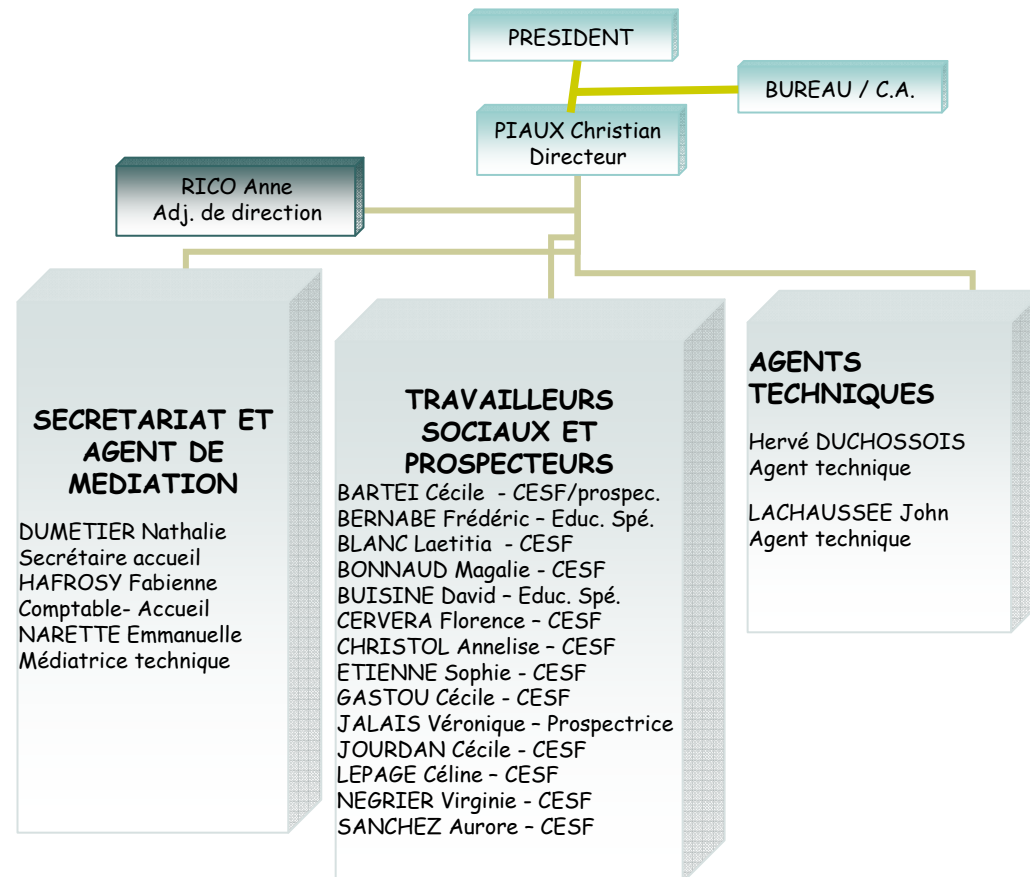 PRESIDENT
BUREAU / C.A.
PIAUX Christian
Directeur
RICO Anne
Adj. de direction
SECRETARIAT ET
AGENT DE
MEDIATION
DUMETIER Nathalie
Secrétaire accueil
HAFROSY Fabienne
Comptable- Accueil
NARETTE Emmanuelle
Médiatrice technique
TRAVAILLEURS
SOCIAUX ET
PROSPECTEURS
BARTEI Cécile - CESF/prospec.
BERNABE Frédéric – Educ. Spé.
BLANC Laetitia - CESF
BONNAUD Magalie - CESF
BUISINE David – Educ. Spé.
CERVERA Florence – CESF
CHRISTOL Annelise – CESF
ETIENNE Sophie - CESF
GASTOU Cécile - CESF
JALAIS Véronique – Prospectrice
JOURDAN Cécile - CESF
LEPAGE Céline – CESF
NEGRIER Virginie - CESF
SANCHEZ Aurore – CESF
AGENTS
TECHNIQUES
Hervé DUCHOSSOIS
Agent technique
LACHAUSSEE John
Agent technique